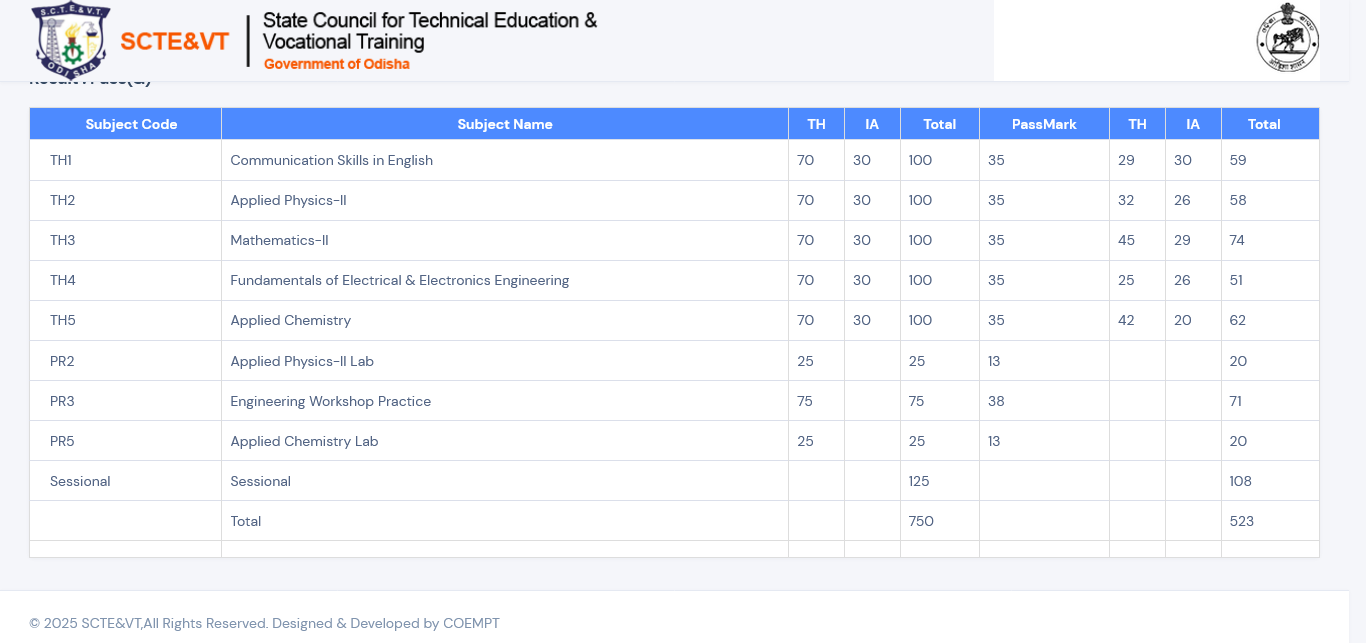 S.C.T.E.&V.T.
ODISHA
SCTE&VT
State Council for Technical Education &
Vocational Training
Government of Odisha
Subject Code Subject Name TH IA Total PassMark TH IA Total
TH1 Communication Skills in English 70 30 100 35 29 30 59
TH2 Applied Physics-II 70 30 100 35 32 26 58
TH3 Mathematics-II 70 30 100 35 45 29 74
TH4 Fundamentals of Electrical & Electronics Engineering 70 30 100 35 25 26 51
TH5 Applied Chemistry 70 30 100 35 42 20 62
PR2 Applied Physics-II Lab 25 25 13 20
PR3 Engineering Workshop Practice 75 75 38 71
PR5 Applied Chemistry Lab 25 25 13 20
Sessional Sessional 125 108
Total 750 523
© 2025 SCTE&VT,All Rights Reserved. Designed & Developed by COEMPT